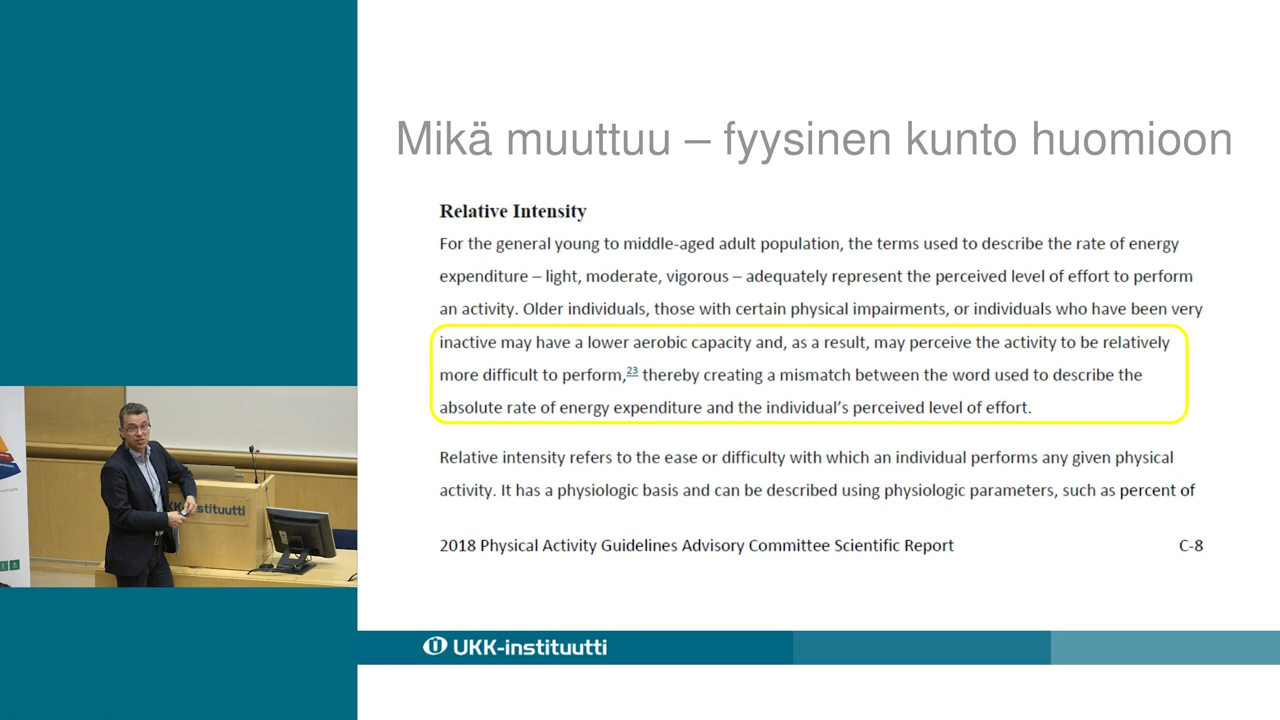 Mikä muuttuu – fyysinen kunto huomioon
Relative Intensity
For the general young to middle-aged adult population, the terms used to describe the rate of energy
expenditure – light, moderate, vigorous – adequately represent the perceived level of effort to perform
an activity. Older individuals, those with certain physical impairments, or individuals who have been very
inactive may have a lower aerobic capacity and, as a result, may perceive the activity to be relatively
more difficult to perform,23 thereby creating a mismatch between the word used to describe the
absolute rate of energy expenditure and the individual's perceived level of effort.
Relative intensity refers to the ease or difficulty with which an individual performs any given physical
activity. It has a physiologic basis and can be described using physiologic parameters, such as percent of
2018 Physical Activity Guidelines Advisory Committee Scientific Report C-8
UKK-instituutti